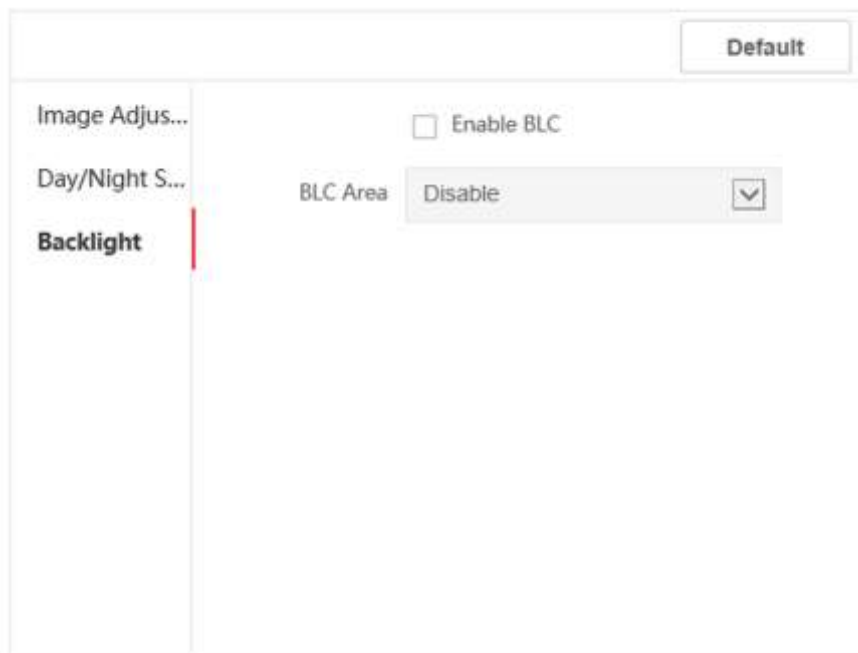 Default
Image Adjus...
Day/Night S...
Backlight
Enable BLC
BLC Area
Disable